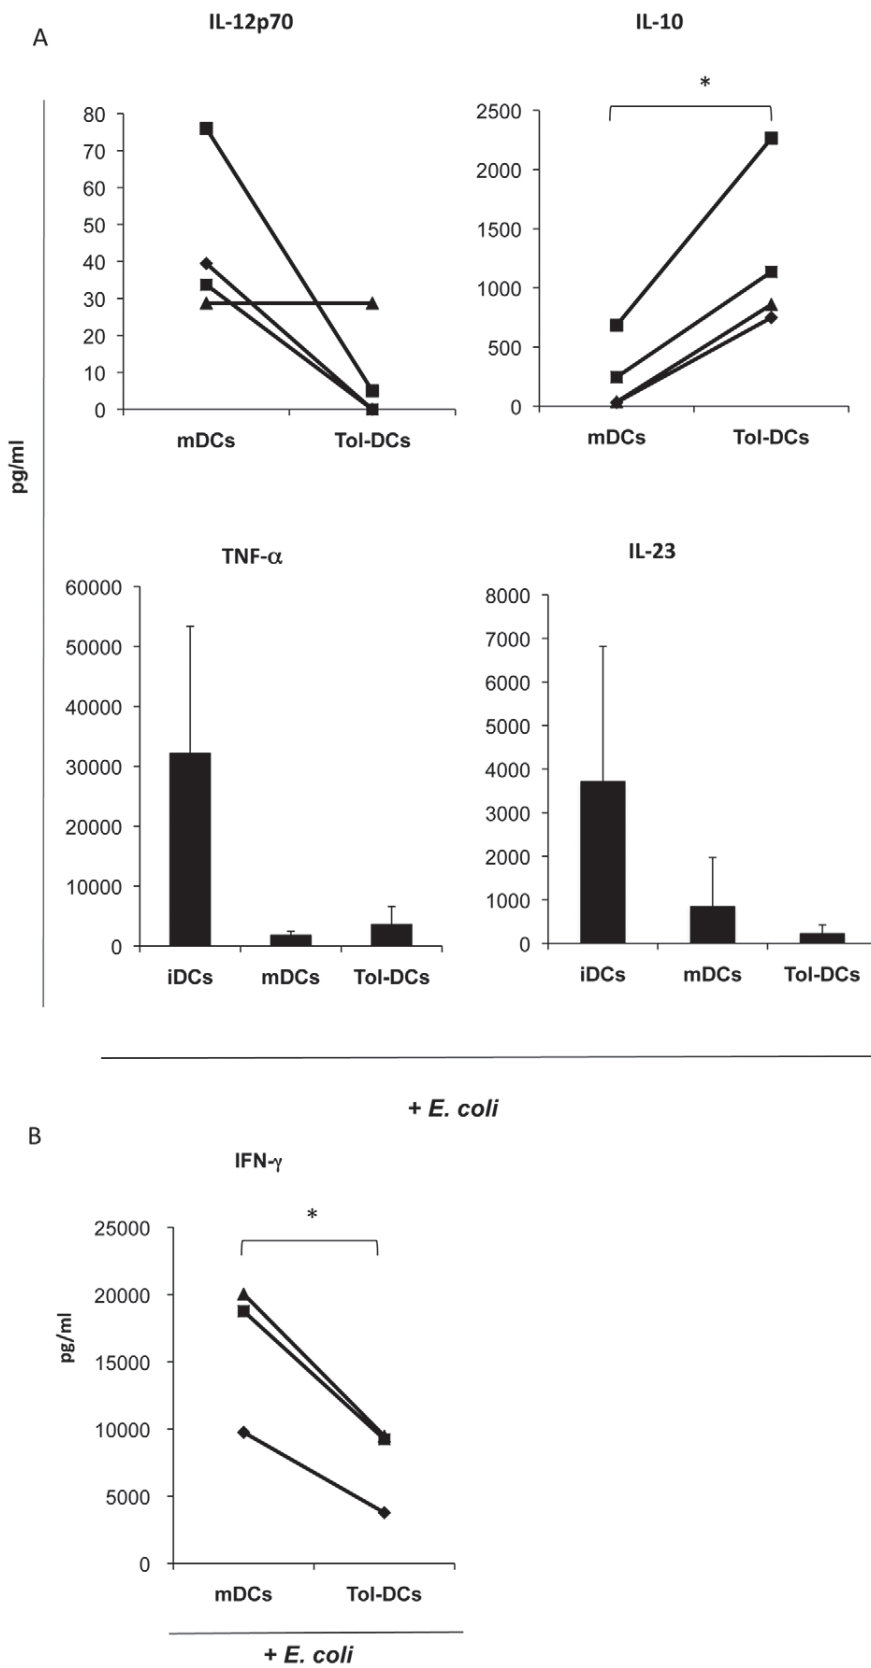 A
IL-12p70
80
70
60
50
40
30
20
10
0
mDCs Tol-DCs
IL-10
*
2500
2000
1500
1000
500
0
mDCs Tol-DCs
pg/ml
TNF-α
60000
50000
40000
30000
20000
10000
0
iDCs mDCs Tol-DCs
IL-23
8000
7000
6000
5000
4000
3000
2000
1000
0
iDCs mDCs Tol-DCs
+ E. coli
B
IFN-γ
*
25000
20000
15000
10000
5000
0
pg/ml
mDCs Tol-DCs
+ E. coli